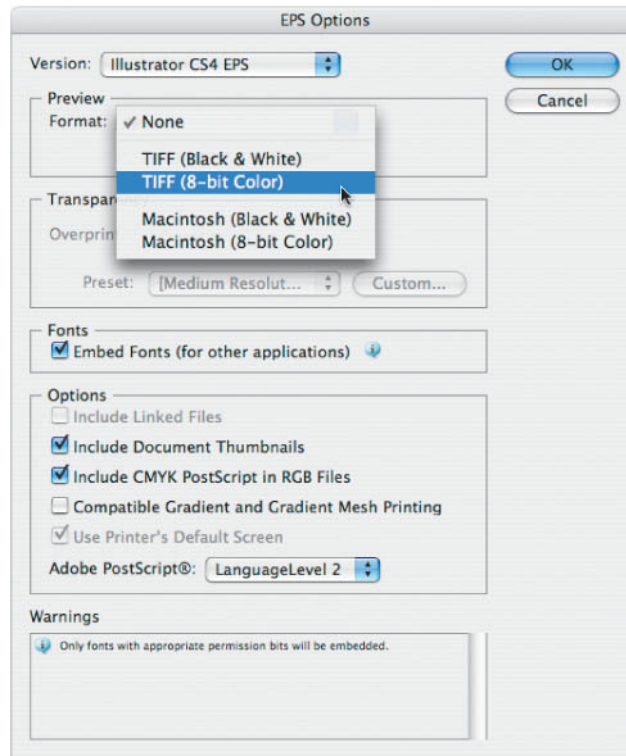 EPS Options
Version: Illustrator CS4 EPS
OK
Cancel
Preview
Format: ✓ None
TIFF (Black & White)
TIFF (8-bit Color)
Macintosh (Black & White)
Macintosh (8-bit Color)
Overprin
Preset: [Medium Resolut... Custom...
Fonts
Embed Fonts (for other applications)
Options
Include Linked Files
Include Document Thumbnails
Include CMYK PostScript in RGB Files
Compatible Gradient and Gradient Mesh Printing
Use Printer's Default Screen
Adobe PostScript®: LanguageLevel 2
Warnings
Only fonts with appropriate permission bits will be embedded.